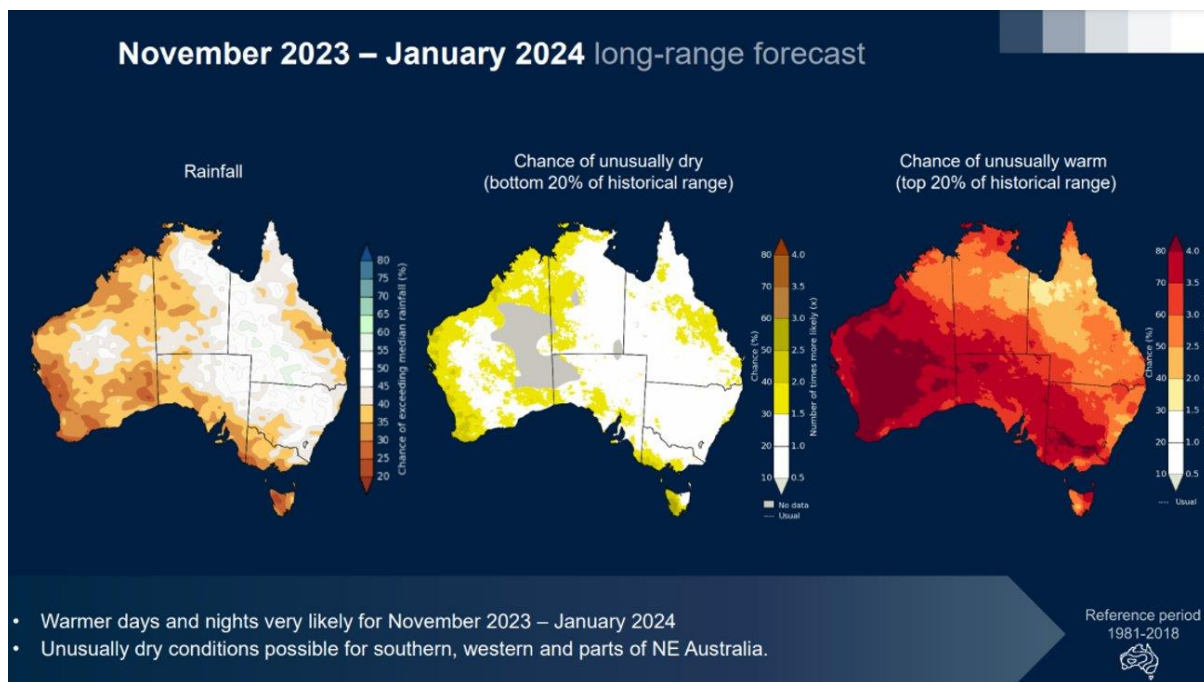 November 2023 – January 2024 long-range forecast
Rainfall
80
75
70
65
60
55
50
45
40
35
30
25
20
Chance of exceeding median rainfall (%)
Chance of unusually dry
(bottom 20% of historical range)
80 4.0
70 3.5
60 3.0
50 2.5
40 2.0
30 1.5
20 1.0
10 0.5
Chance (%)
Number of times more likely (x)
No data
Usual
Chance of unusually warm
(top 20% of historical range)
80 4.0
70 3.5
60 3.0
50 2.5
40 2.0
30 1.5
20 1.0
10 0.5
Chance (%)
Usual
• Warmer days and nights very likely for November 2023 – January 2024
• Unusually dry conditions possible for southern, western and parts of NE Australia.
Reference period
1981-2018